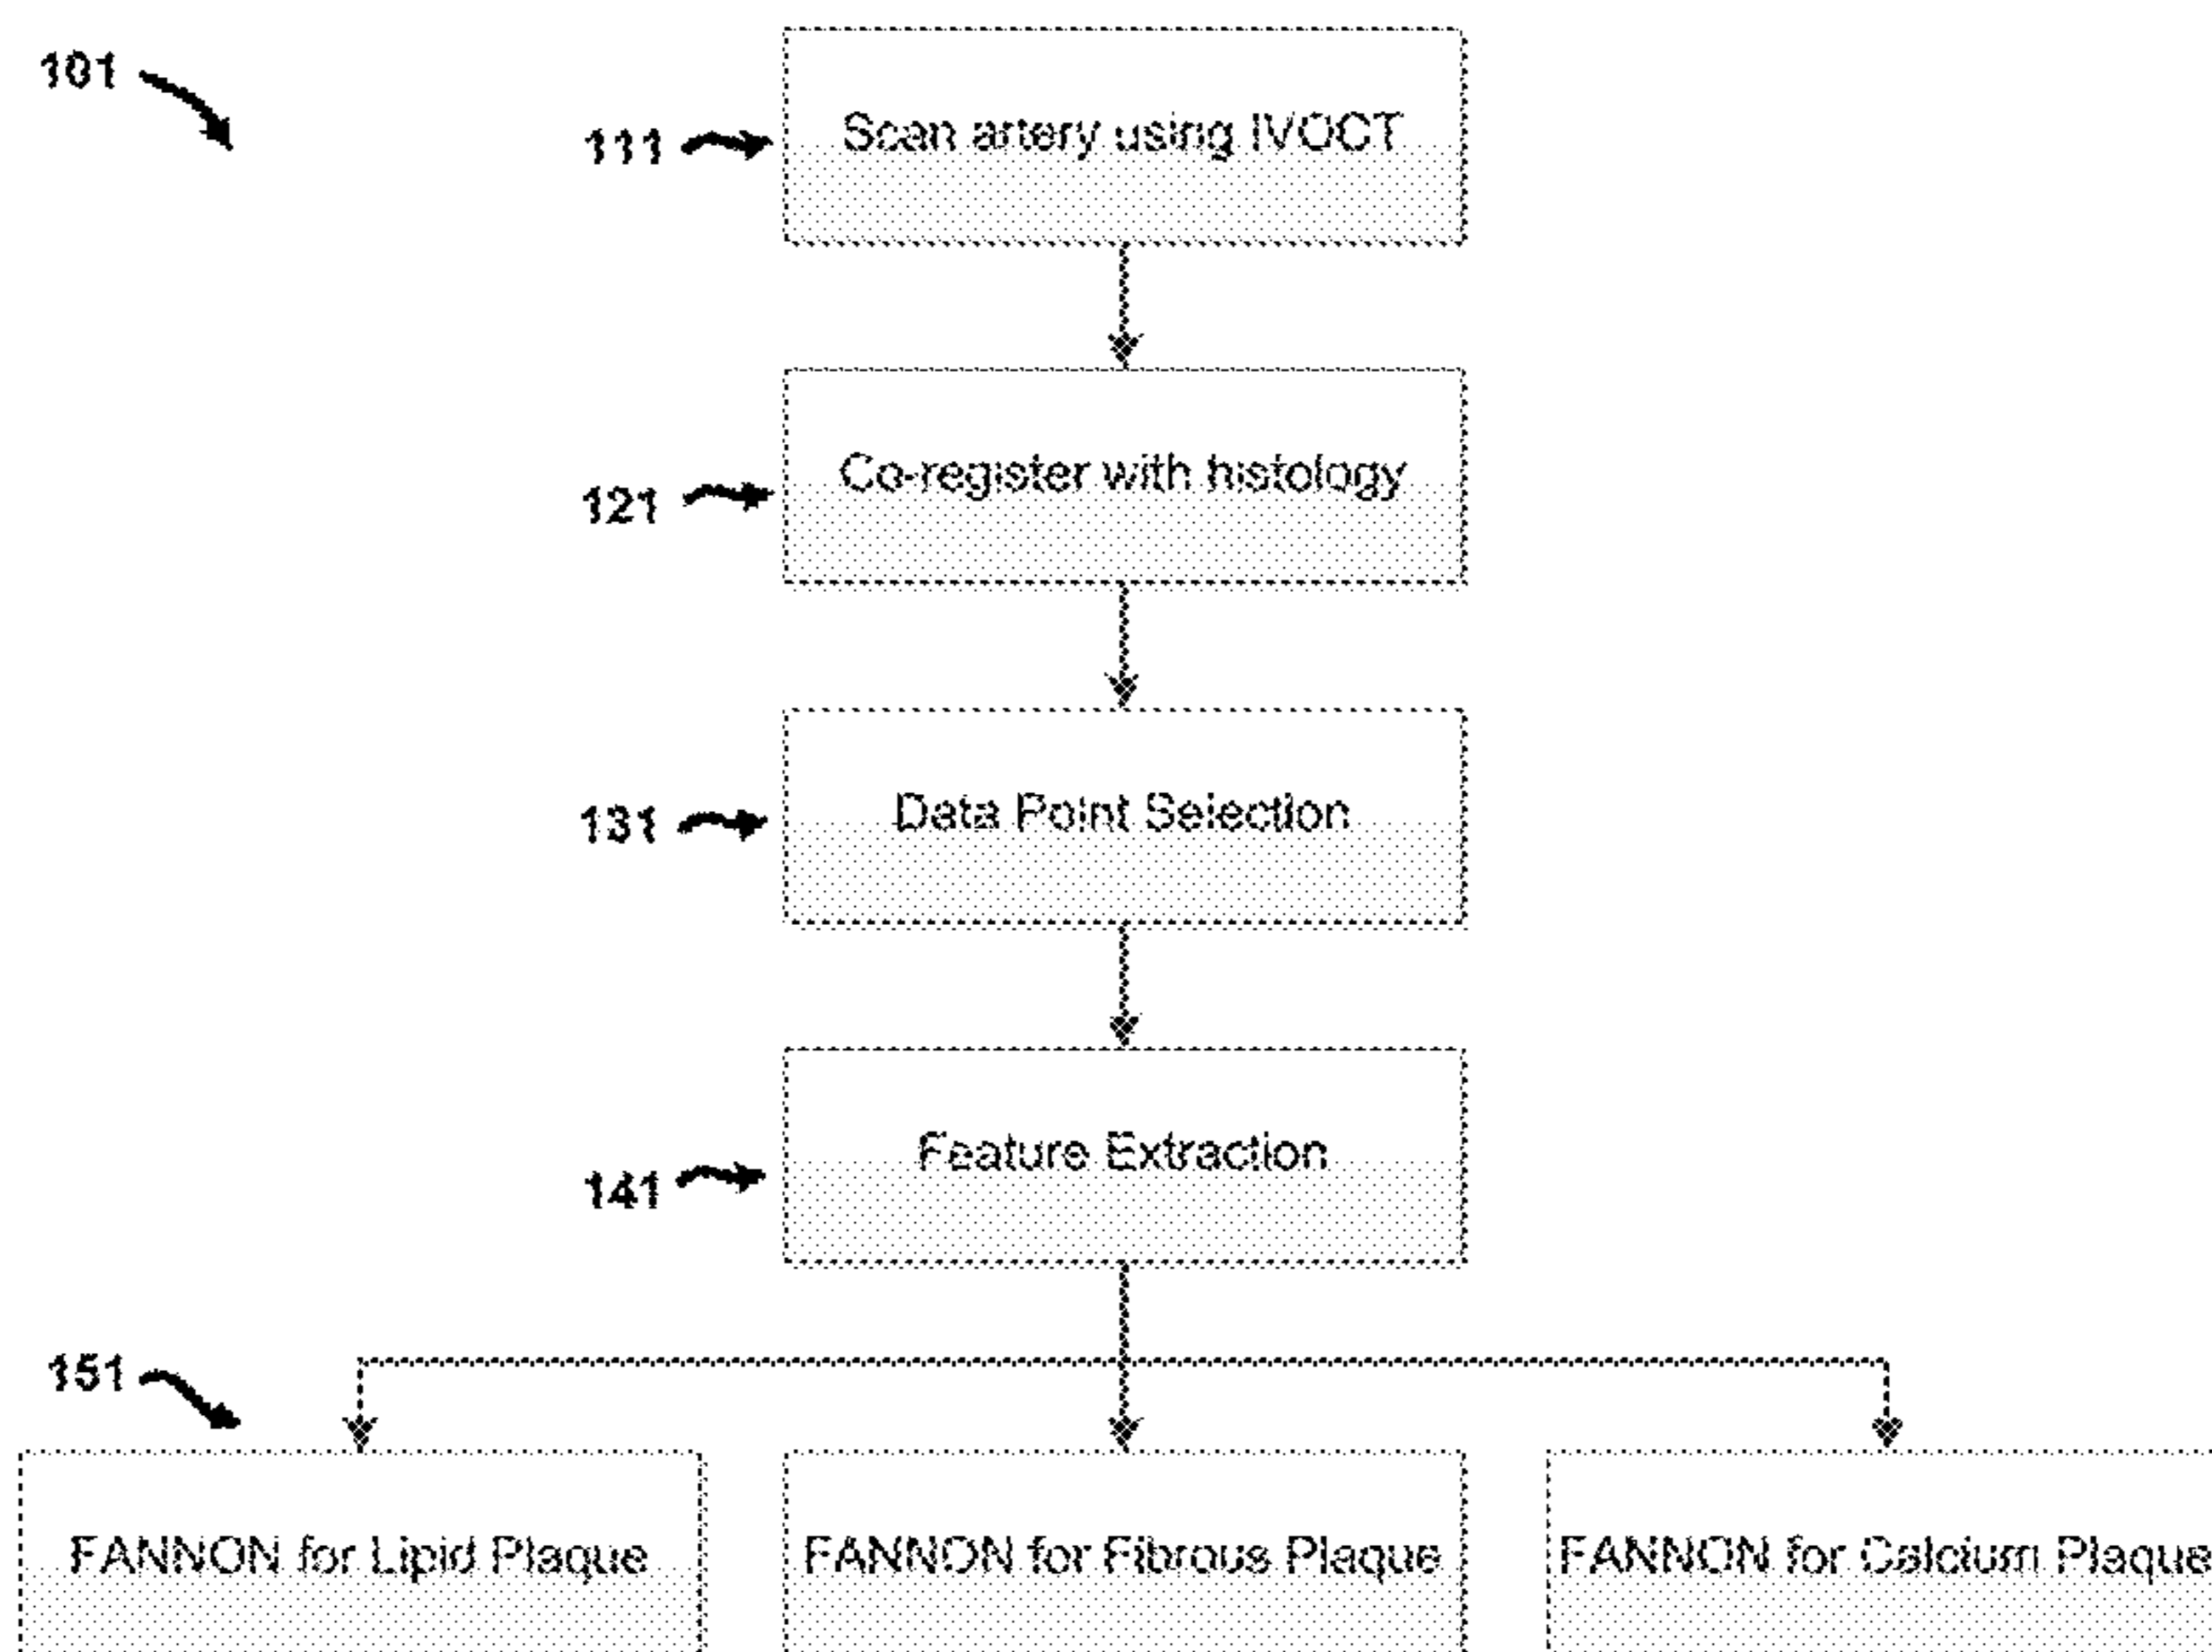 101
111
Scan artery using IVOCT
121
Co-register with histology
131
Data Point Selection
141
Feature Extraction
151
FANNON for Lipid Plaque
FANNON for Fibrous Plaque
FANNON for Calcium Plaque